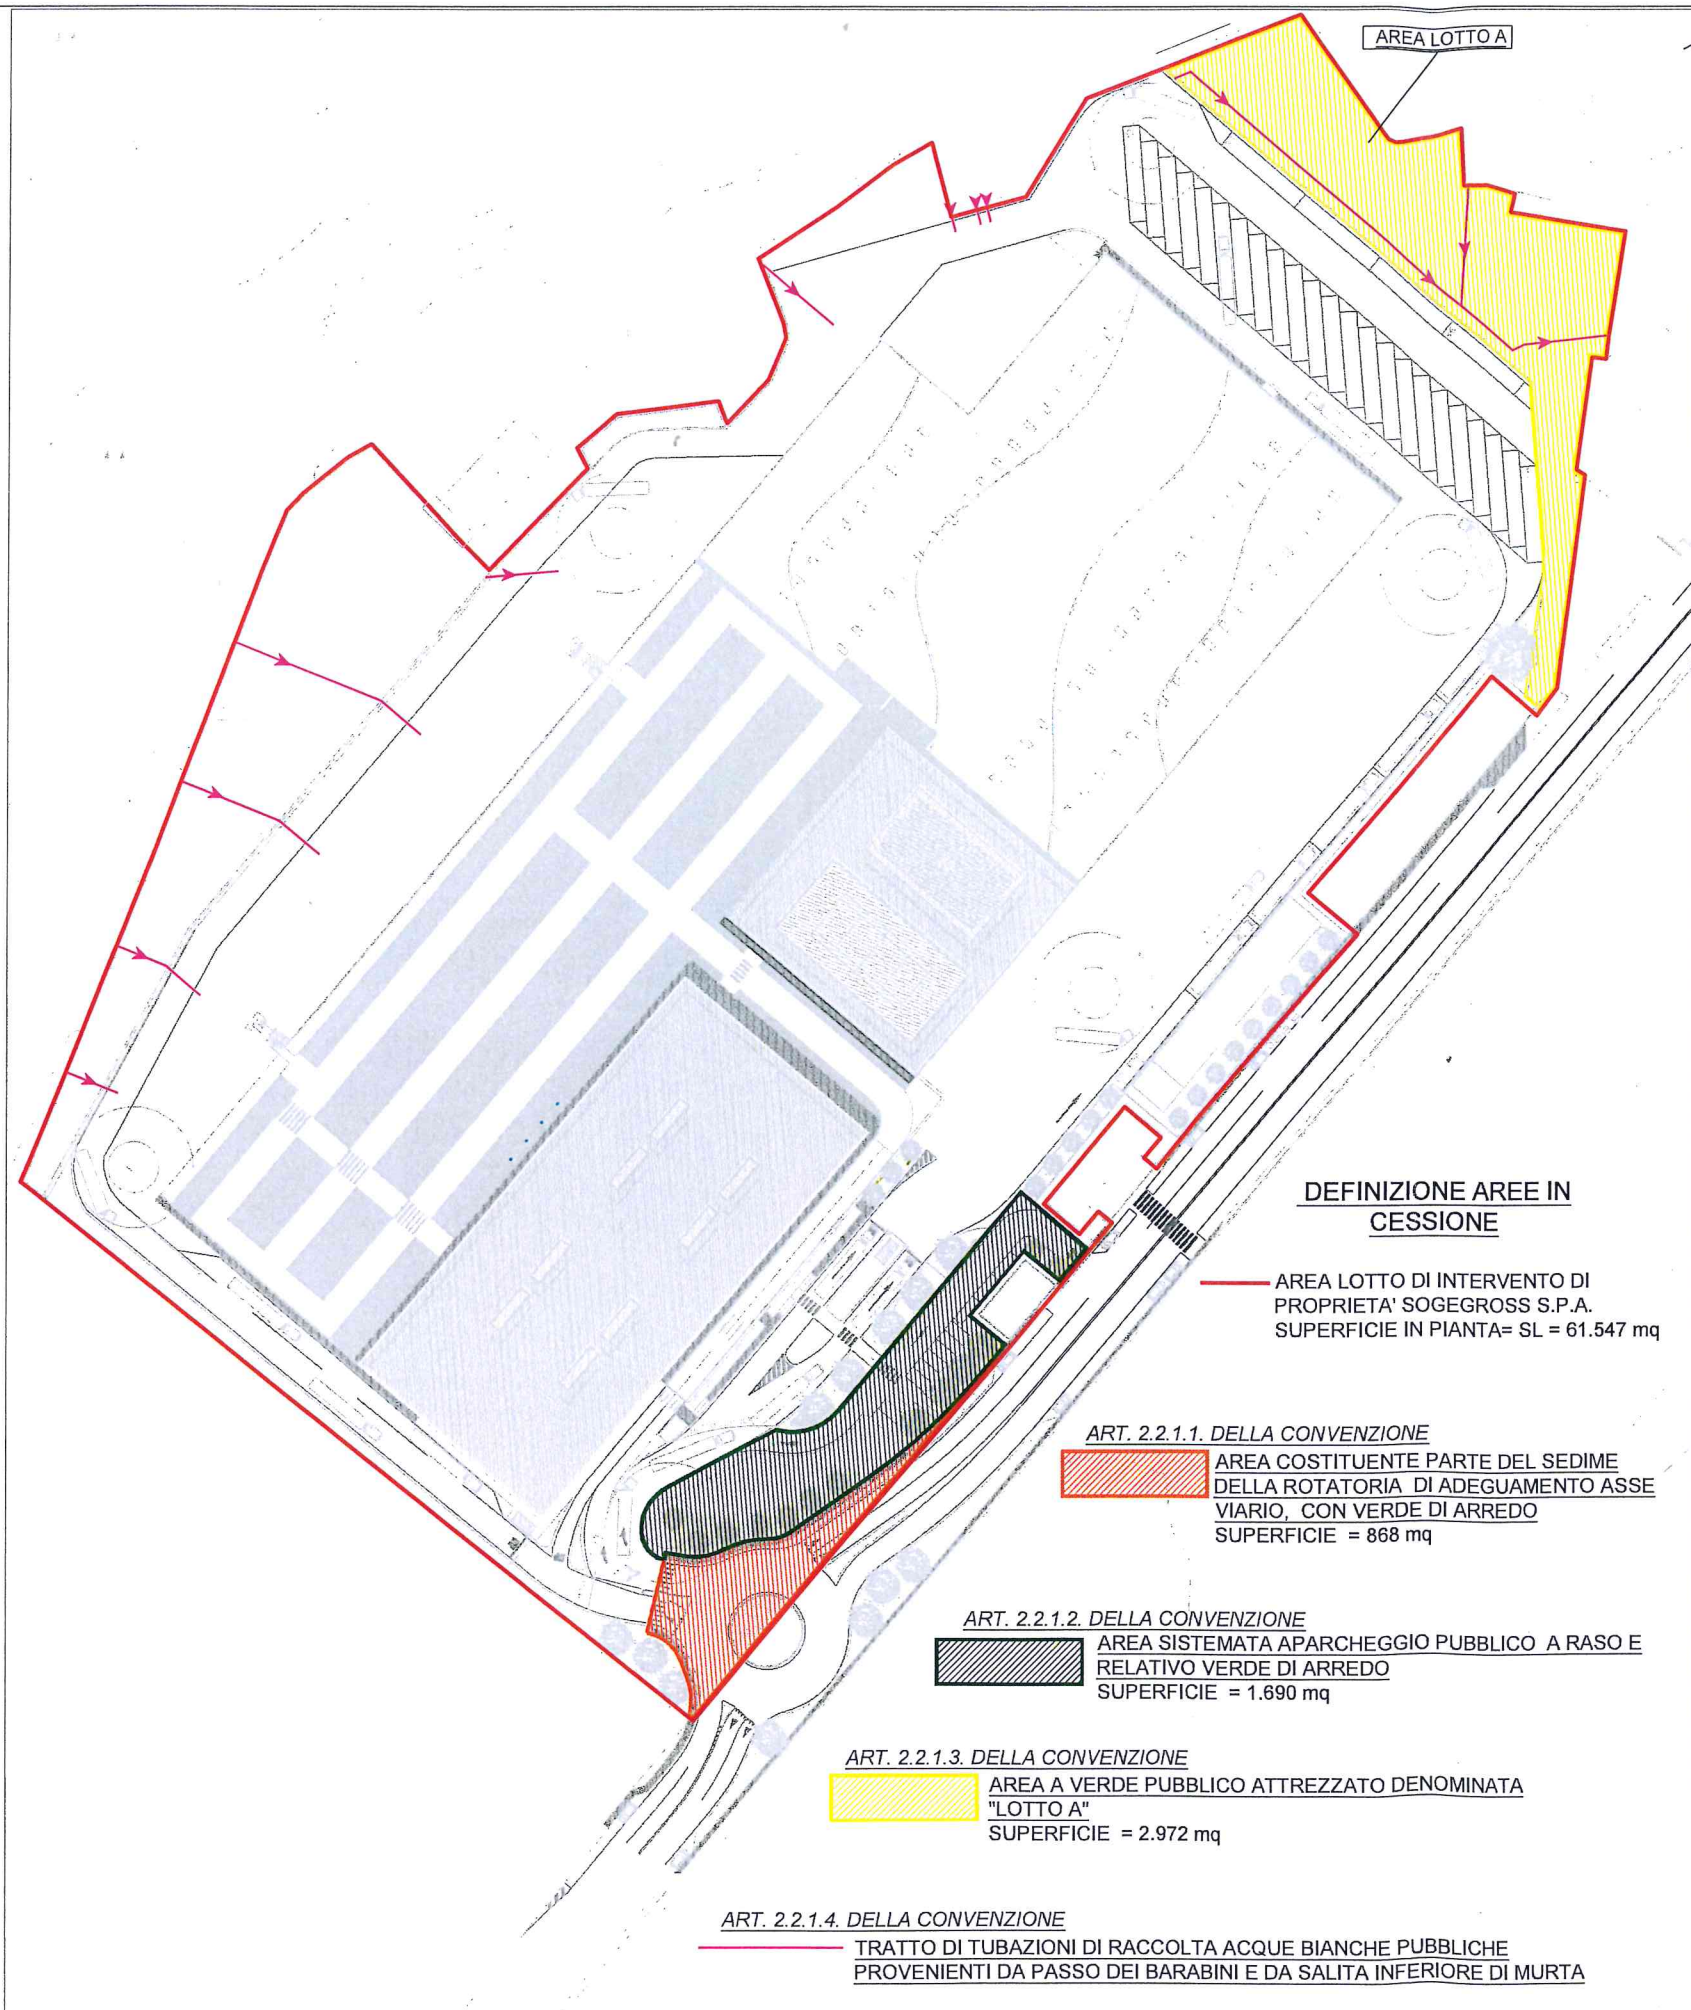 AREA LOTTO A
DEFINIZIONE AREE IN
CESSIONE
AREA LOTTO DI INTERVENTO DI
PROPRIETA' SOGEGROSS S.P.A.
SUPERFICIE IN PIANTA= SL = 61.547 mq
ART. 2.2.1.1. DELLA CONVENZIONE
AREA COSTITUENTE PARTE DEL SEDIME
DELLA ROTATORIA DI ADEGUAMENTO ASSE
VIARIO, CON VERDE DI ARREDO
SUPERFICIE = 868 mq
ART. 2.2.1.2. DELLA CONVENZIONE
AREA SISTEMATA APARCHEGGIO PUBBLICO A RASO E
RELATIVO VERDE DI ARREDO
SUPERFICIE = 1.690 mq
ART. 2.2.1.3. DELLA CONVENZIONE
AREA A VERDE PUBBLICO ATTREZZATO DENOMINATA
"LOTTO A"
SUPERFICIE = 2.972 mq
ART. 2.2.1.4. DELLA CONVENZIONE
TRATTO DI TUBAZIONI DI RACCOLTA ACQUE BIANCHE PUBBLICHE
PROVENIENTI DA PASSO DEI BARABINI E DA SALITA INFERIORE DI MURTA